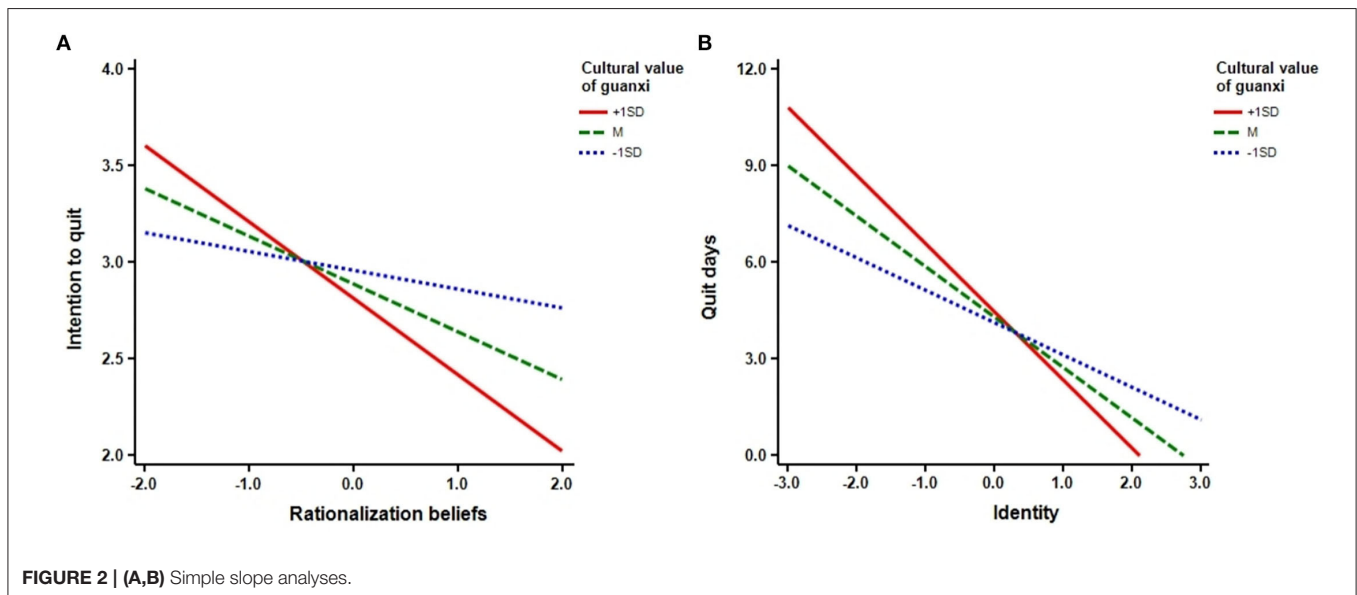 A
Cultural value
of guanxi
+1SD
M
-1SD
4.0
3.5
3.0
2.5
2.0
Intention to quit
-2.0 -1.0 0.0 1.0 2.0
Rationalization beliefs
B
Cultural value
of guanxi
+1SD
M
-1SD
12.0
9.0
6.0
3.0
0.0
Quit days
-3.0 -2.0 -1.0 0.0 1.0 2.0 3.0
Identity
FIGURE 2 | (A,B) Simple slope analyses.